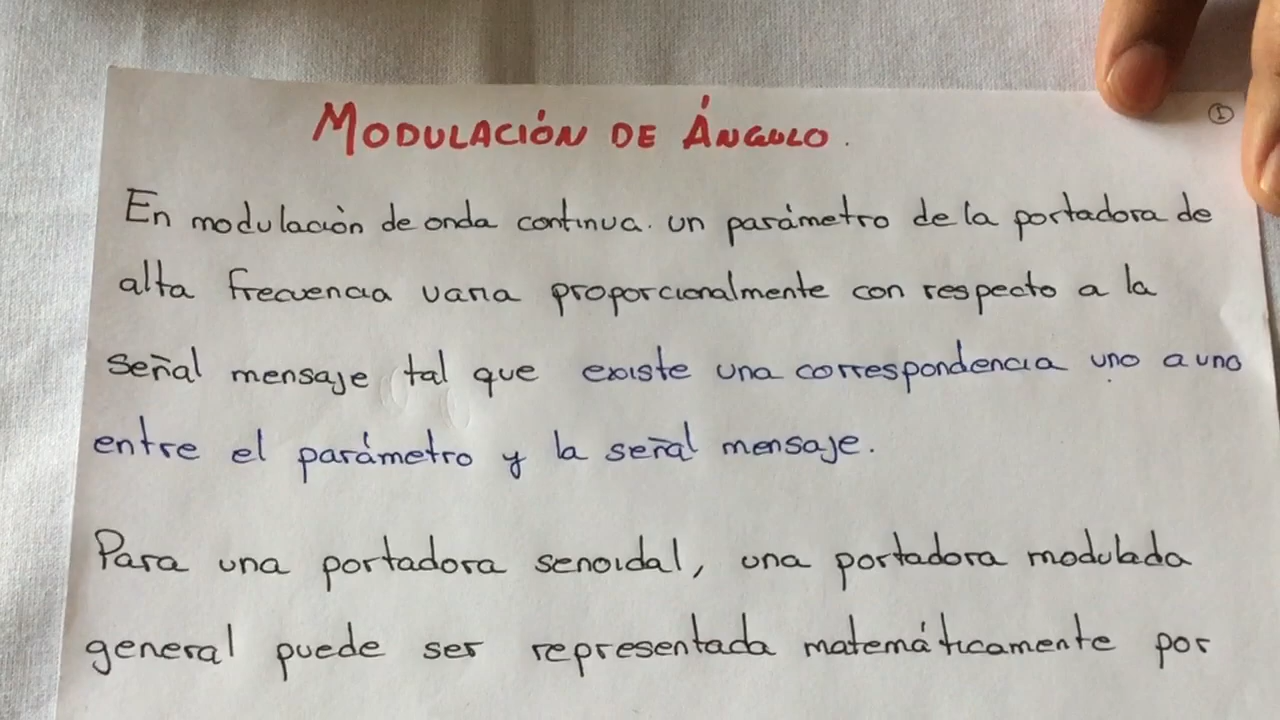 MODULACIÓN DE ÁNGULO.
1
En modulaciòn de onda continua. un parámetro de la portadora de
alta frecuencia varia proporcionalmente con respecto a la
señal mensaje tal que existe una correspondencia uno a uno
entre el parámetro y la señal mensaje.
Para una portadora senoidal, una portadora modulada
general puede ser representada matemáticamente por